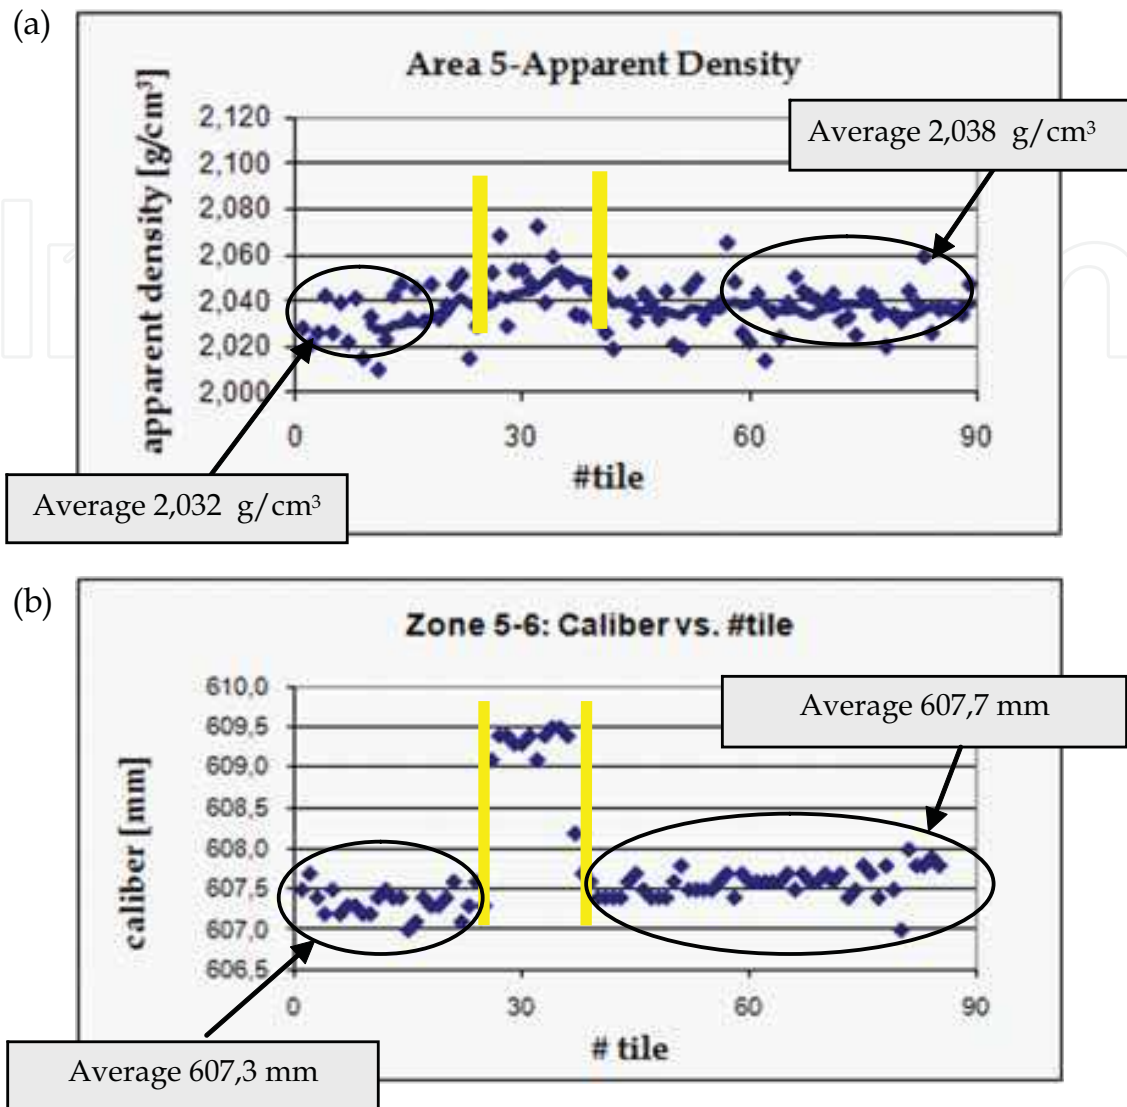 (a)
Area 5-Apparent Density
apparent density [g/cm³]
2,120
2,100
2,080
2,060
2,040
2,020
2,000
0 30 60 90
#tile
Average 2,038 g/cm³
Average 2,032 g/cm³
(b)
Zone 5-6: Caliber vs. #tile
caliber [mm]
610,0
609,5
609,0
608,5
608,0
607,5
607,0
606,5
0 30 60 90
# tile
Average 607,7 mm
Average 607,3 mm